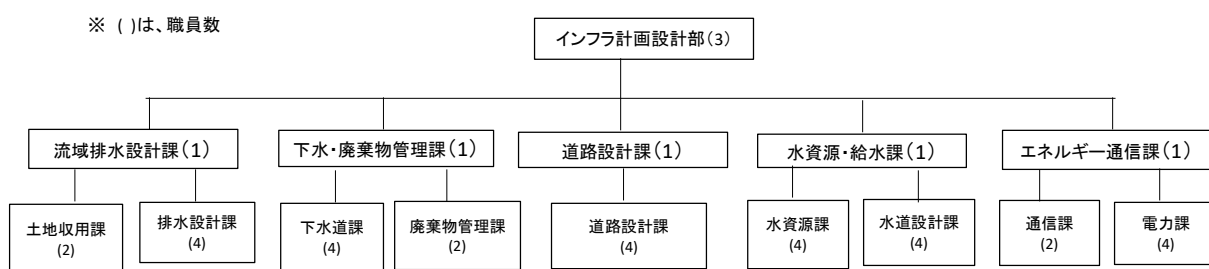 ※ ( )は、職員数
インフラ計画設計部(3)
流域排水設計課(1)
下水・廃棄物管理課(1)
道路設計課(1)
水資源・給水課(1)
エネルギー通信課(1)
土地収用課
(2)
排水設計課
(4)
下水道課
(4)
廃棄物管理課
(2)
道路設計課
(4)
水資源課
(4)
水道設計課
(4)
通信課
(2)
電力課
(4)